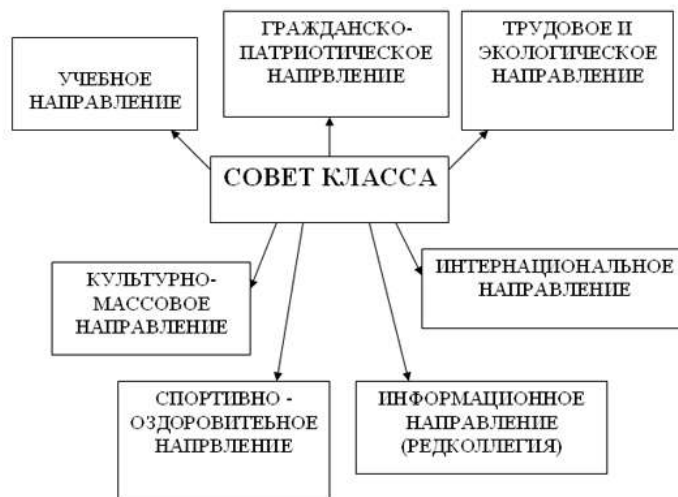 УЧЕБНОЕ
НАПРАВЛЕНИЕ
ГРАЖДАНСКО-
ПАТРИОТИЧЕСКОЕ
НАПРВЛЕНИЕ
ТРУДОВОЕ И
ЭКОЛОГИЧЕСКОЕ
НАПРАВЛЕНИЕ
СОВЕТ КЛАССА
КУЛЬТУРНО-
МАССОВОЕ
НАПРАВЛЕНИЕ
ИНТЕРНАЦИОНАЛЬНОЕ
НАПРАВЛЕНИЕ
СПОРТИВНО -
ОЗДОРОВИТЕЬНОЕ
НАПРВЛЕНИЕ
ИНФОРМАЦИОННОЕ
НАПРАВЛЕНИЕ
(РЕДКОЛЛЕГИЯ)